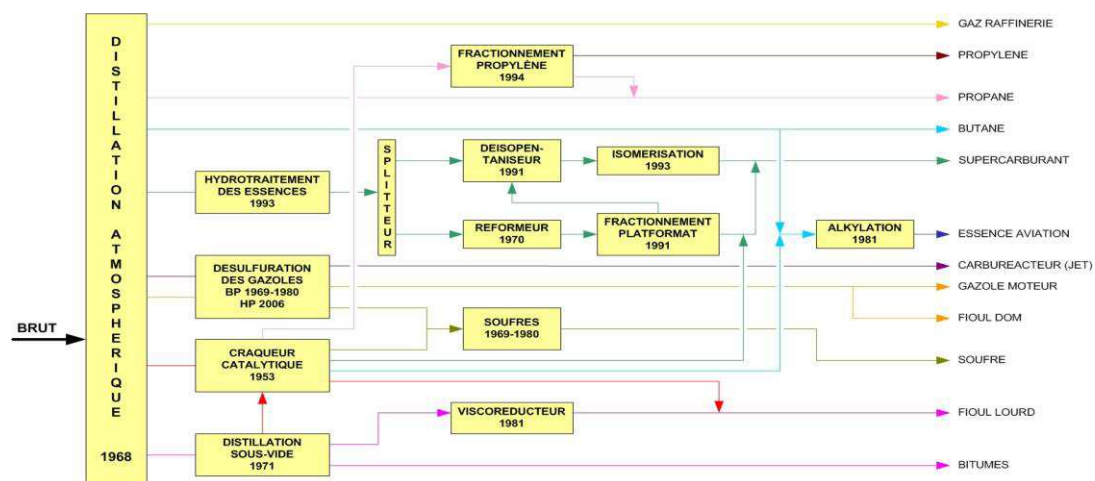 GAZ RAFFINERIE
DISTILLATION ATMOSPHERIQUE
1968
FRACTIONNEMENT
PROPYLÈNE
1994
PROPYLENE
PROPANE
BUTANE
SPLITTEUR
DEISOPEN-
TANISEUR
1991
ISOMERISATION
1993
SUPERCARBURANT
HYDROTRAITEMENT
DES ESSENCES
1993
REFORMEUR
1970
FRACTIONNEMENT
PLATFORMAT
1991
ALKYLATION
1981
ESSENCE AVIATION
DESULFURATION
DES GAZOLES
BP 1969-1980
HP 2006
CARBUREACTEUR (JET)
GAZOLE MOTEUR
FIOUL DOM
BRUT
SOUFRES
1969-1980
SOUFRE
CRAQUEUR
CATALYTIQUE
1953
VISCOREDUCTEUR
1981
FIOUL LOURD
DISTILLATION
SOUS-VIDE
1971
BITUMES